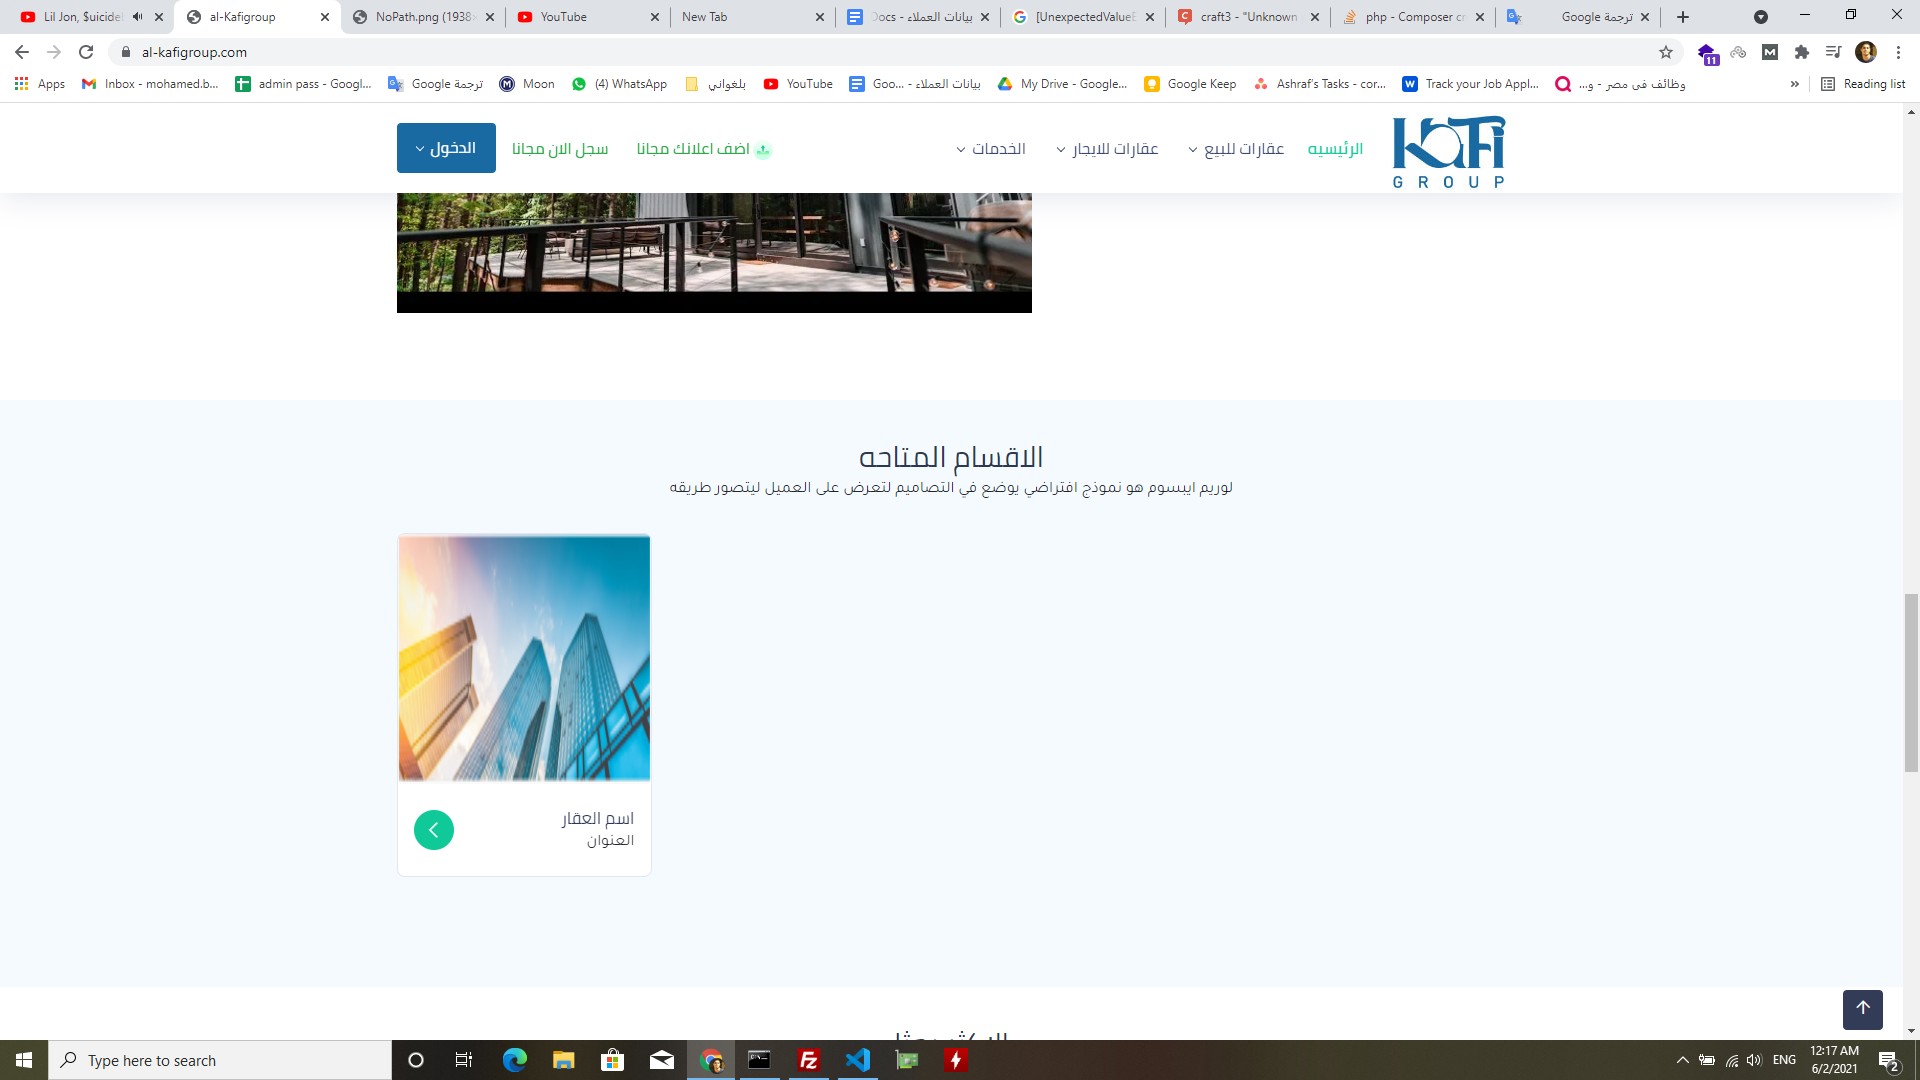 Lil Jon, $uicidel
al-Kafigroup
NoPath.png (1938×
YouTube
New Tab
بيانات العملاء - Docs
[UnexpectedValueE
craft3 - "Unknown
php - Composer cr
ترجمة Google
al-kafigroup.com
11
Apps
Inbox - mohamed.b...
admin pass - Googl...
ترجمة Google
Moon
(4) WhatsApp
بلغواني
YouTube
بيانات العملاء - Goo...
My Drive - Google...
Google Keep
Ashraf's Tasks - cor...
Track your Job Appl...
وظائف في مصر - و...
»
Reading list
KaFi
GROUP
الرئيسيه
عقارات للبيع
عقارات للايجار
الخدمات
اضف اعلانك مجانا
سجل الان مجانا
الدخول
الاقسام المتاحه
لوريم ايبسوم هو نموذج افتراضي يوضع في التصاميم لتعرض على العميل ليتصور طريقه
اسم العقار
العنوان
Type here to search
ENG
12:17 AM
6/2/2021
2